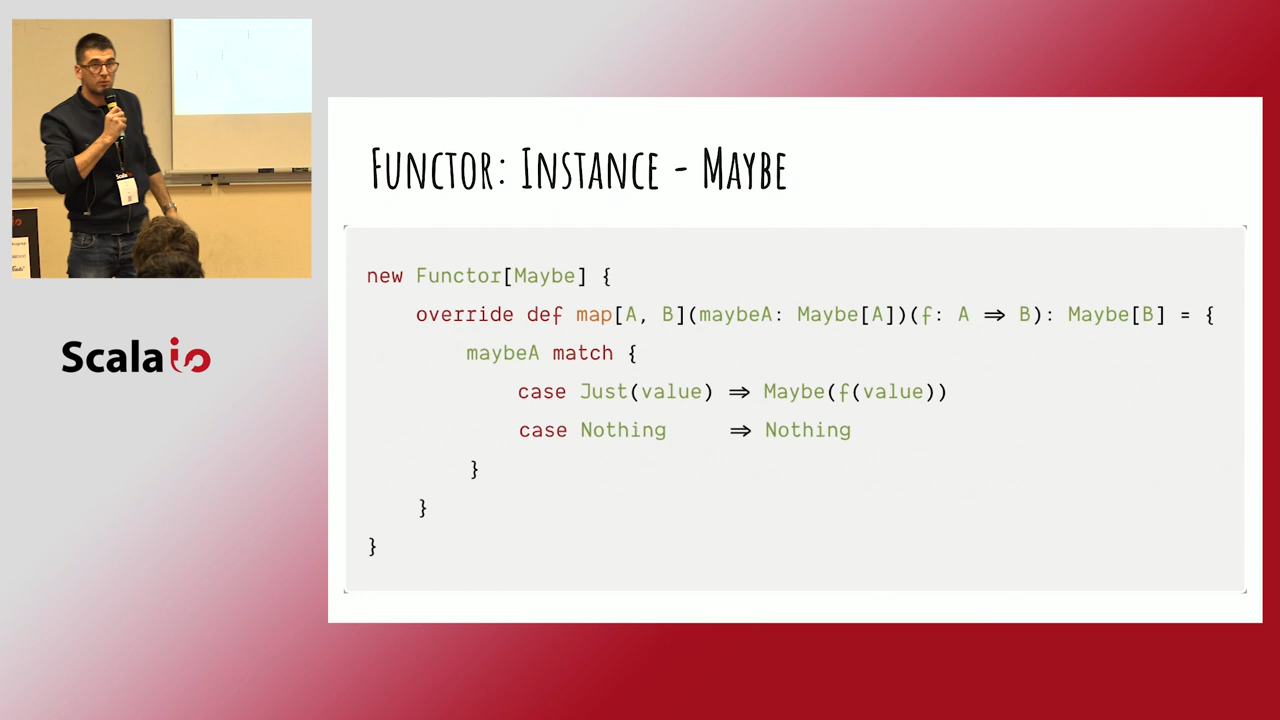 Functor: Instance - Maybe
new Functor[Maybe] {
override def map[A, B](maybeA: Maybe[A])(f: A ⇒ B): Maybe[B] = {
maybeA match {
case Just(value) ⇒ Maybe(f(value))
case Nothing ⇒ Nothing
}
}
}
Scala io